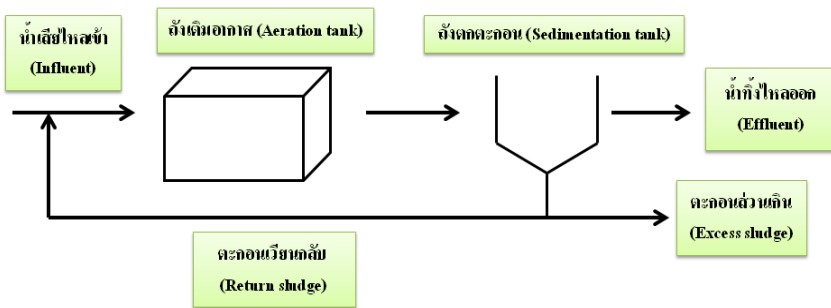 น้ำเสียไหลเข้า
(Influent)
ถังเติมอากาศ (Aeration tank)
ถังตกตะกอน (Sedimentation tank)
น้ำทิ้งไหลออก
(Effluent)
ตะกอนส่วนเกิน
(Excess sludge)
ตะกอนเวียนกลับ
(Return sludge)